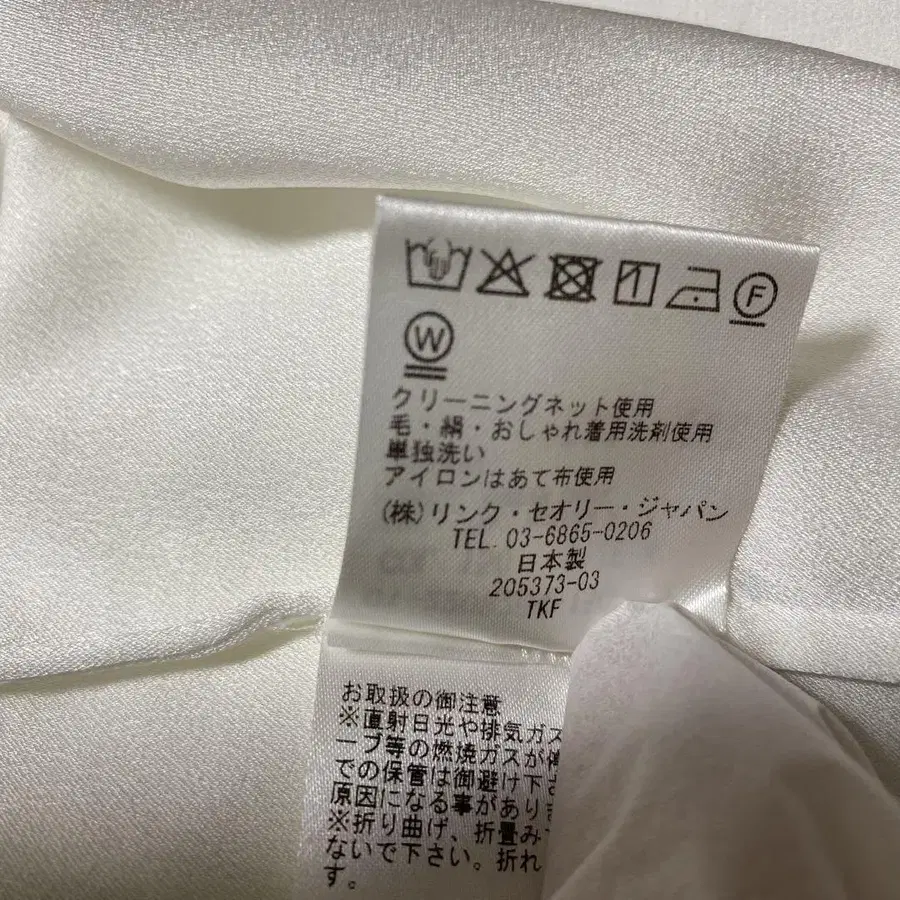 F
W
クリーニングネット使用
毛・絹・おしゃれ着用洗剤使用
単独洗い
アイロンはあて布使用
(株)リンク・セオリー・ジャパン
TEL. 03-6865-0206
日本製
205373-03
TKF
お取扱の御注意
※直射日光や排気ガス
ーブ等の燃焼ガスが
での保管は御避け下さ
原因になる事があります
※折り曲げ、折畳みで
ないで下さい。折れ
す。